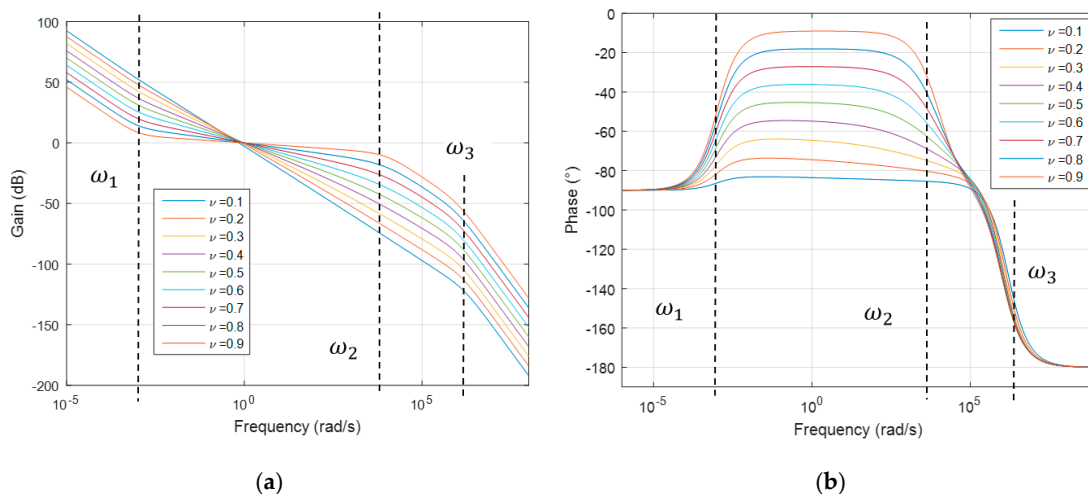 100
50
0
-50
-100
-150
-200
Gain (dB)
10⁻⁵
10⁰
10⁵
Frequency (rad/s)
ω₁
ω₂
ω₃
ν =0.1
ν =0.2
ν =0.3
ν =0.4
ν =0.5
ν =0.6
ν =0.7
ν =0.8
ν =0.9
(a)
0
-20
-40
-60
-80
-100
-120
-140
-160
-180
Phase (°)
10⁻⁵
10⁰
10⁵
Frequency (rad/s)
ω₁
ω₂
ω₃
ν =0.1
ν =0.2
ν =0.3
ν =0.4
ν =0.5
ν =0.6
ν =0.7
ν =0.8
ν =0.9
(b)